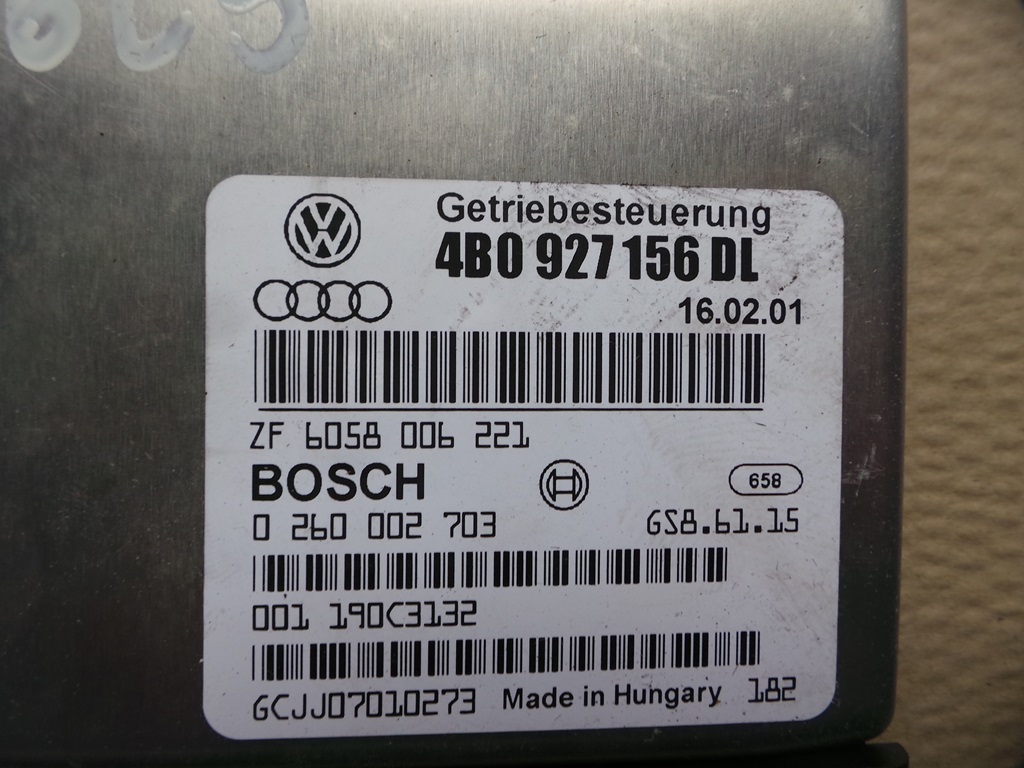 Getriebesteuerung
4B0 927 156 DL
16.02.01
ZF 6058 006 221
BOSCH
658
0 260 002 703 GS8.61.15
001 190C3132
GCJJ07010273 Made in Hungary 182